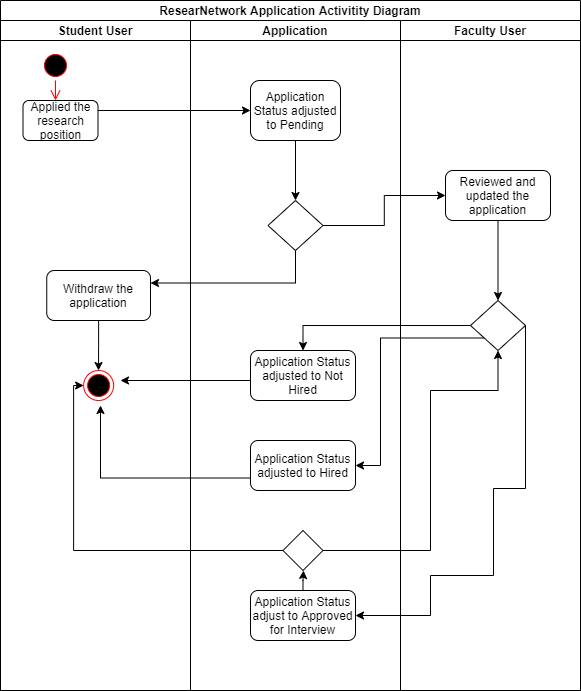 ResearNetwork Application Activitity Diagram
Student User
Application
Faculty User
Applied the
research
position
Application
Status adjusted
to Pending
Reviewed and
updated the
application
Withdraw the
application
Application Status
adjusted to Not
Hired
Application Status
adjusted to Hired
Application Status
adjust to Approved
for Interview